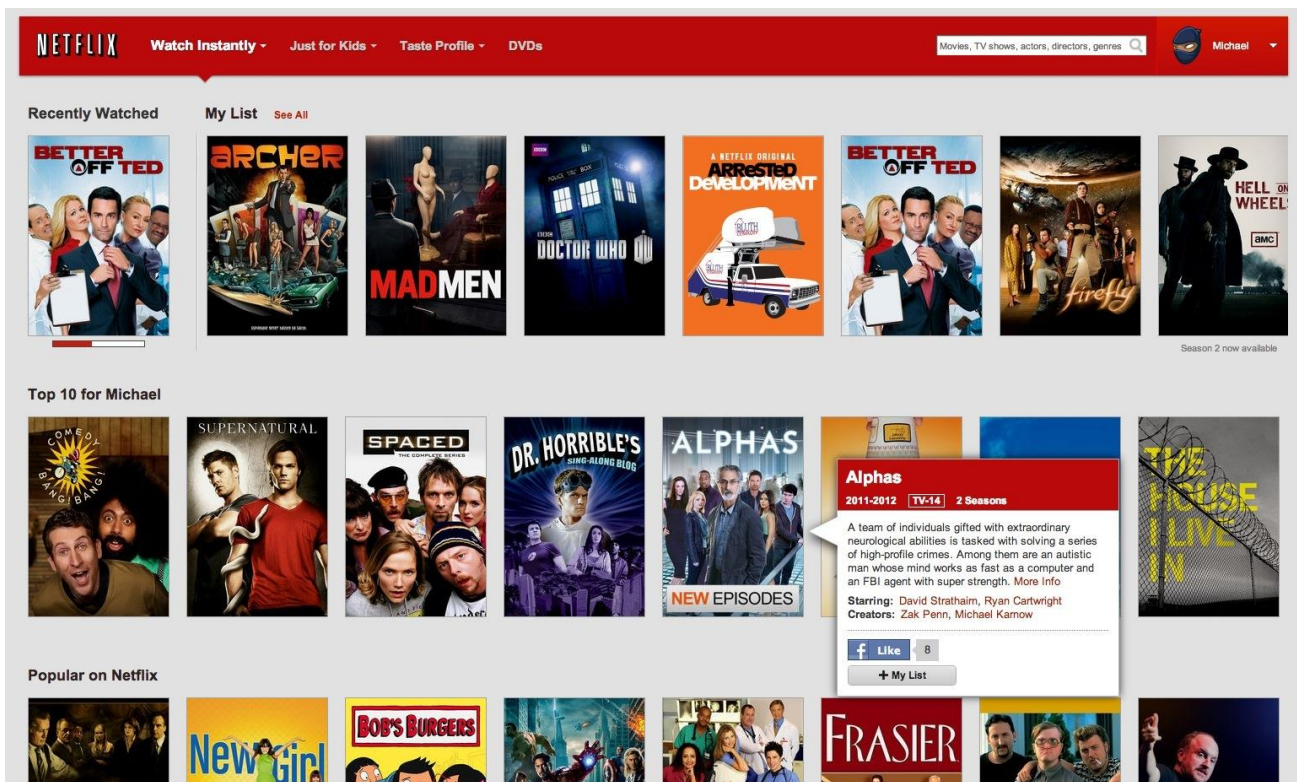 NETFLIX
Watch Instantly
Just for Kids
Taste Profile
DVDs
Movies, TV shows, actors, directors, genres
Michael
Recently Watched
My List
See All
BETTER
OFF TED
ARCHER
MADMEN
BBC
POLICE BOX
BBC
DOCTOR WHO
A NETFLIX ORIGINAL
ARRESTED
DEVELOPMENT
BLUTH
BLUTH
BETTER
OFF TED
firefly
HELL ON
WHEELS
amc
Season 2 now available
Top 10 for Michael
COMEDY
BANG! BANG!
SUPERNATURAL
SPACED
THE COMPLETE SERIES
DR. HORRIBLE'S
SING-ALONG BLOG
ALPHAS
NEW EPISODES
THE
HOUSE
I LIVE
IN
Alphas
2011-2012 TV-14 2 Seasons
A team of individuals gifted with extraordinary
neurological abilities is tasked with solving a series
of high-profile crimes. Among them are an autistic
man whose mind works as fast as a computer and
an FBI agent with super strength. More Info
Starring: David Strathairn, Ryan Cartwright
Creators: Zak Penn, Michael Karnow
f Like 8
+ My List
Popular on Netflix
New Girl
BOB'S BURGERS
FRASIER